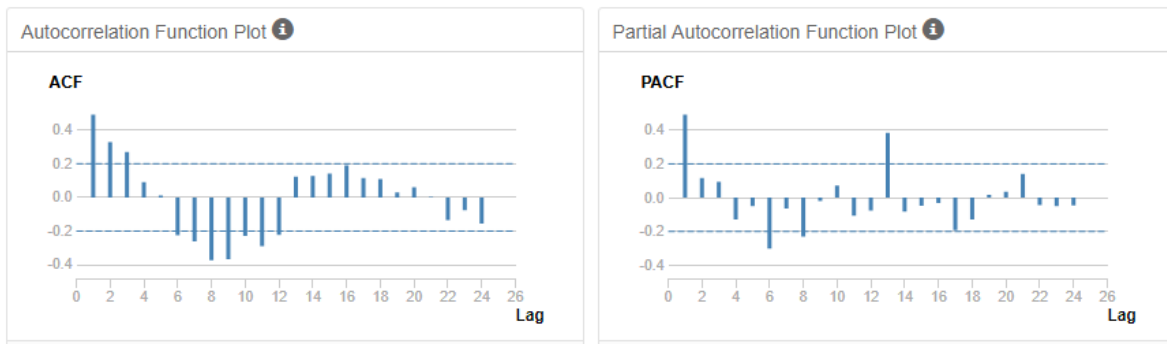 Autocorrelation Function Plot i
ACF
0.4
0.2
0.0
-0.2
-0.4
0 2 4 6 8 10 12 14 16 18 20 22 24 26
Lag
Partial Autocorrelation Function Plot i
PACF
0.4
0.2
0.0
-0.2
-0.4
0 2 4 6 8 10 12 14 16 18 20 22 24 26
Lag